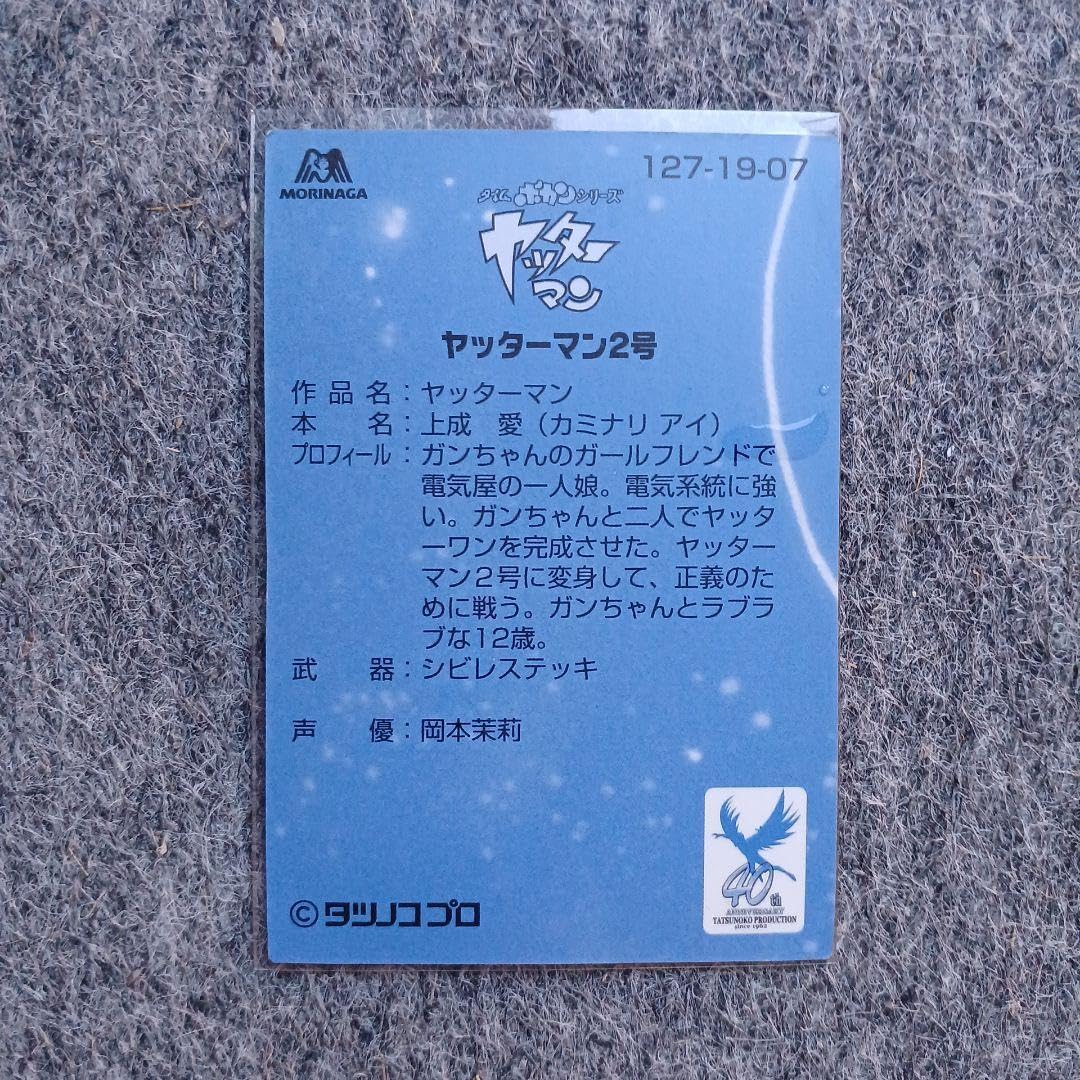 MORINAGA
127-19-07
タイムボカンシリーズ
ヤッターマン
ヤッターマン2号
作品名：ヤッターマン
本　名：上成　愛（カミナリ アイ）
プロフィール：ガンちゃんのガールフレンドで
電気屋の一人娘。電気系統に強
い。ガンちゃんと二人でヤッタ
ーワンを完成させた。ヤッター
マン２号に変身して、正義のた
めに戦う。ガンちゃんとラブラ
ブな12歳。
武　器：シビレステッキ
声　優：岡本茉莉
40th
ANNIVERSARY
TATSUNOKO PRODUCTION
since 1962
©タツノコプロ